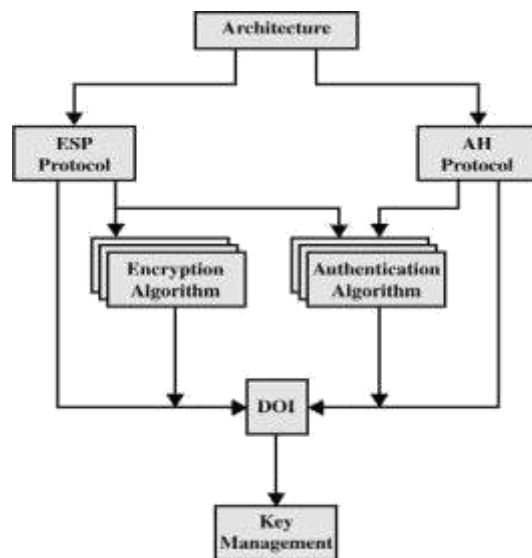 Architecture
ESP
Protocol
AH
Protocol
Encryption
Algorithm
Authentication
Algorithm
DOI
Key
Management